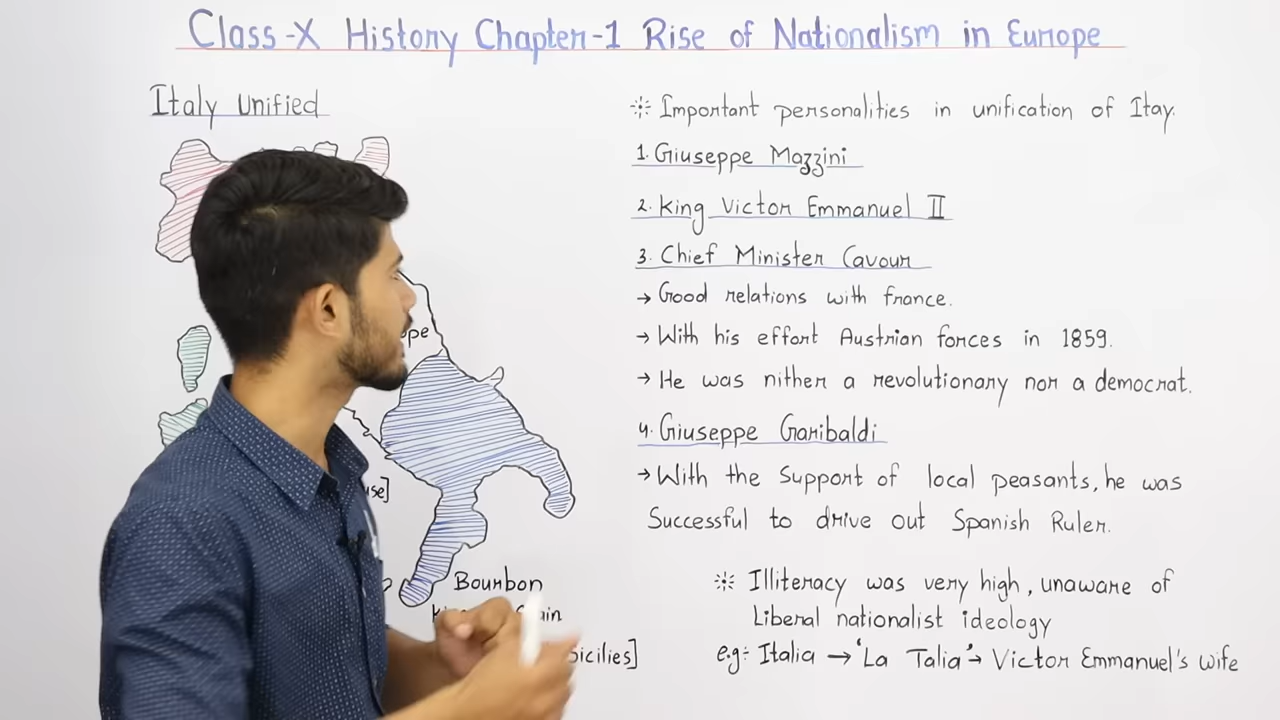 Class-X History Chapter-1 Rise of Nationalism in Europe
Italy Unified
Important personalities in unification of Itay.
1. Giuseppe Mazzini
2. King Victor Emmanuel II
3. Chief Minister Cavour
→ Good relations with france.
→ With his effort Austrian forces in 1859.
→ He was nither a revolutionary nor a democrat.
4. Giuseppe Garibaldi
→ With the Support of local peasants, he was
Successful to drive out Spanish Ruler.
Bourbon
Illiteracy was very high, unaware of
Liberal nationalist ideology
e.g:- Italia → 'La Talia' → Victor Emmanuel's wife